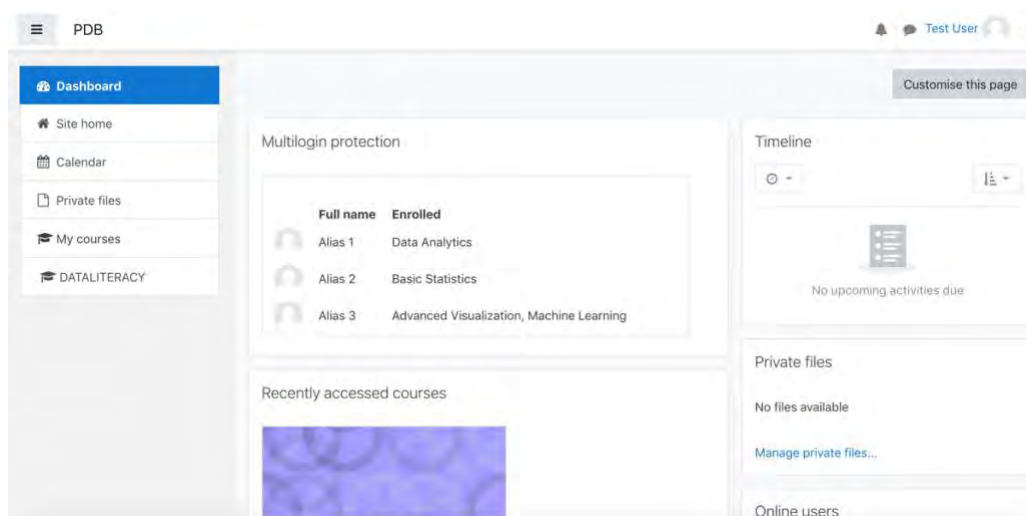 PDB
Test User
Dashboard
Site home
Calendar
Private files
My courses
DATALITERACY
Customise this page
Multilogin protection
Full name Enrolled
Alias 1 Data Analytics
Alias 2 Basic Statistics
Alias 3 Advanced Visualization, Machine Learning
Recently accessed courses
Timeline
No upcoming activities due
Private files
No files available
Manage private files...
Online users